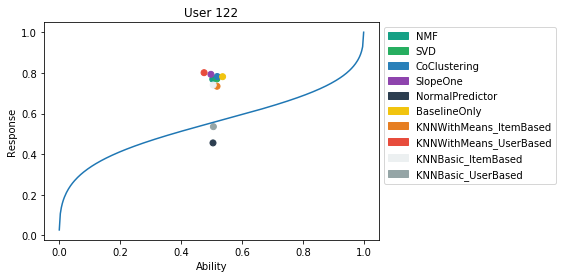 User 122
1.0
0.8
0.6
0.4
0.2
0.0
Response
0.0 0.2 0.4 0.6 0.8 1.0
Ability
NMF
SVD
CoClustering
SlopeOne
NormalPredictor
BaselineOnly
KNNWithMeans_ItemBased
KNNWithMeans_UserBased
KNNBasic_ItemBased
KNNBasic_UserBased